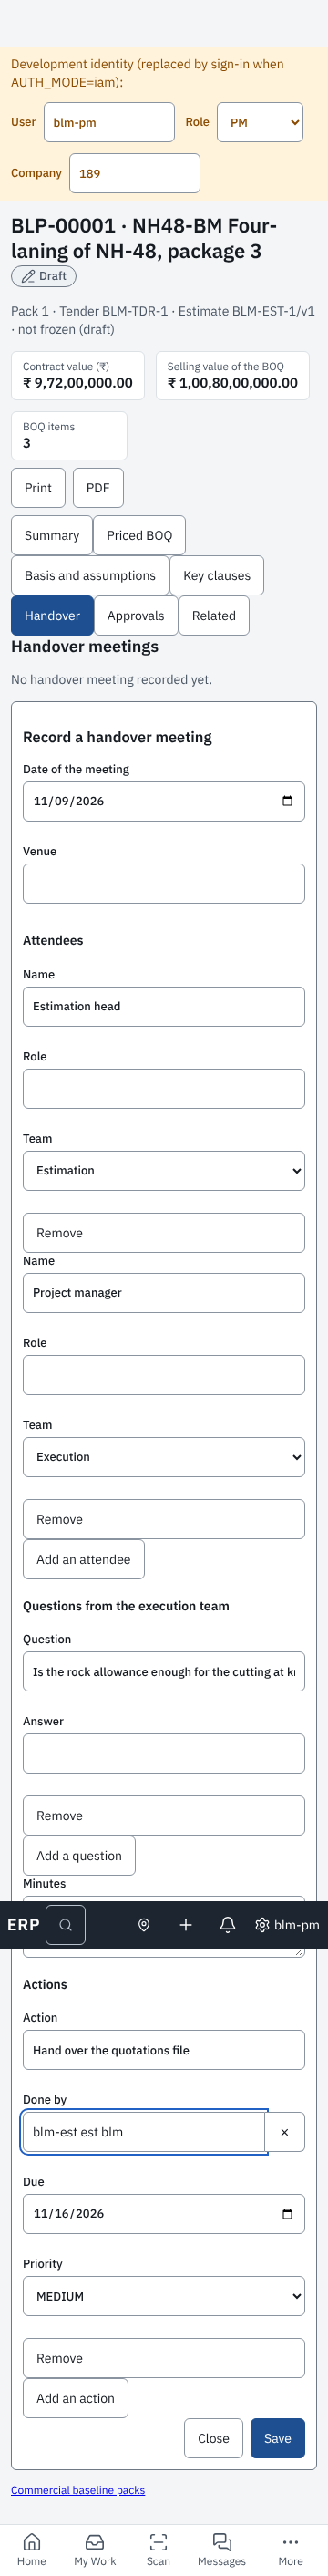 Development identity (replaced by sign-in when
AUTH_MODE=iam):
User blm-pm Role PM
Company 189
BLP-00001 · NH48-BM Four-
laning of NH-48, package 3
Draft
Pack 1 · Tender BLM-TDR-1 · Estimate BLM-EST-1/v1
· not frozen (draft)
Contract value (₹)
₹ 9,72,00,000.00
Selling value of the BOQ
₹ 1,00,80,00,000.00
BOQ items
3
Print PDF
Summary Priced BOQ
Basis and assumptions Key clauses
Handover Approvals Related
Handover meetings
No handover meeting recorded yet.
Record a handover meeting
Date of the meeting
11/09/2026
Venue
Attendees
Name
Estimation head
Role
Team
Estimation
Remove
Name
Project manager
Role
Team
Execution
Remove
Add an attendee
Questions from the execution team
Question
Is the rock allowance enough for the cutting at
Answer
Remove
Add a question
Minutes
ERP blm-pm
Actions
Action
Hand over the quotations file
Done by
blm-est est blm ×
Due
11/16/2026
Priority
MEDIUM
Remove
Add an action
Close Save
Commercial baseline packs
Home My Work Scan Messages More